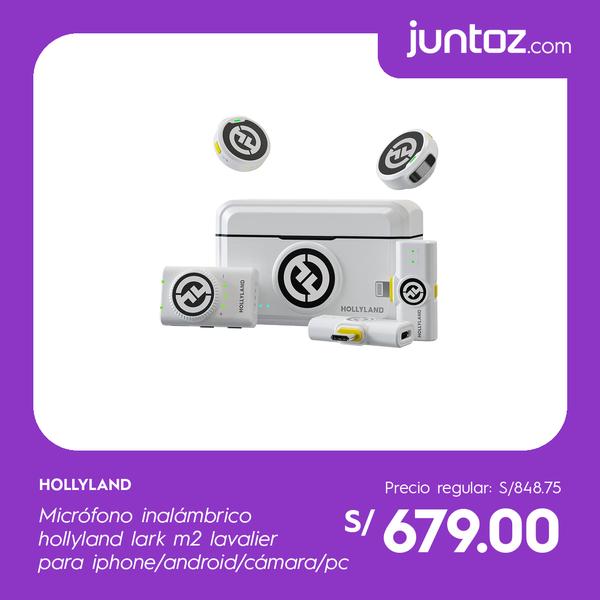 juntoz.com
HOLLYLAND
HOLLYLAND
HOLLYLAND
HOLLYLAND
Precio regular: S/848.75
Micrófono inalámbrico
hollyland lark m2 lavalier
para iphone/android/cámara/pc
S/ 679.00